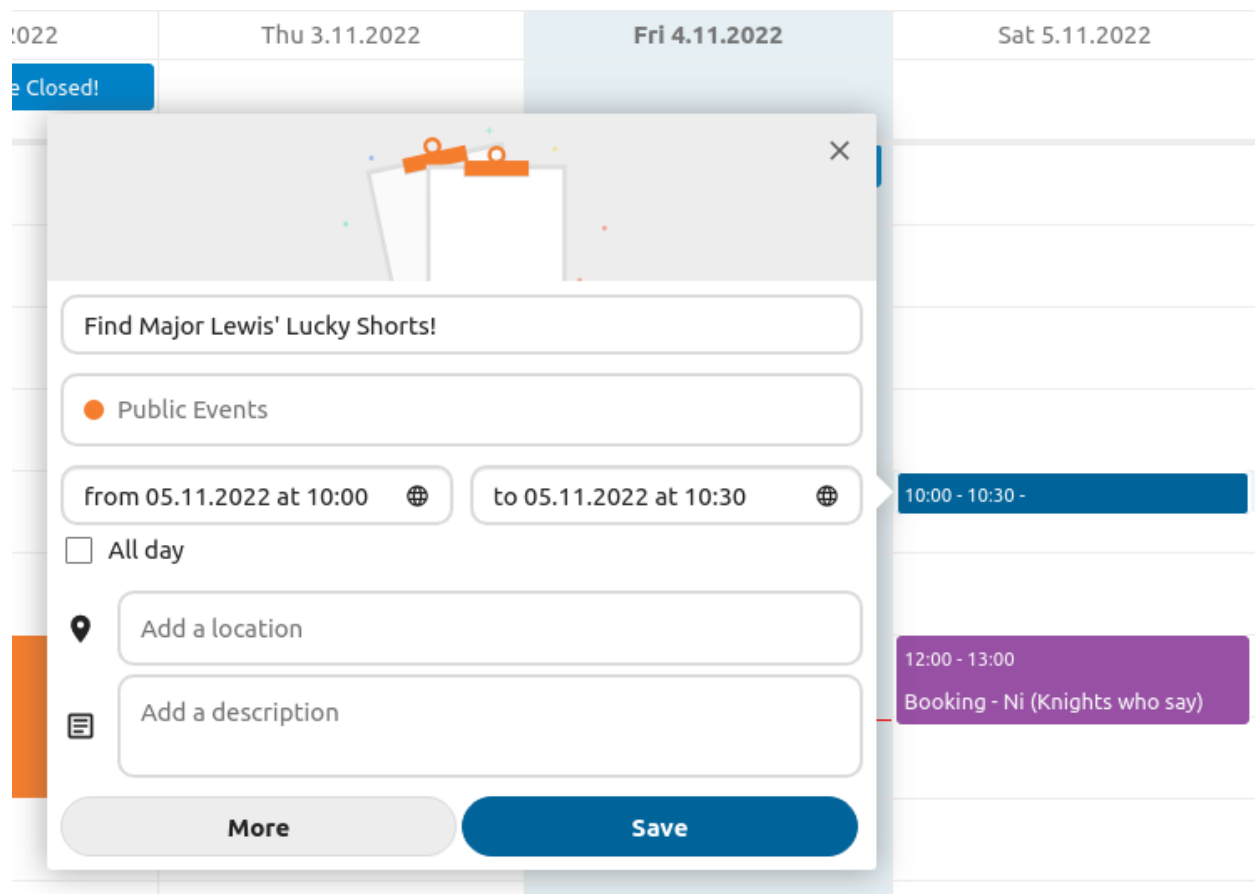 2022
Thu 3.11.2022
Fri 4.11.2022
Sat 5.11.2022
e Closed!
Find Major Lewis' Lucky Shorts!
Public Events
from 05.11.2022 at 10:00
to 05.11.2022 at 10:30
10:00 - 10:30 -
All day
Add a location
12:00 - 13:00
Booking - Ni (Knights who say)
Add a description
More
Save